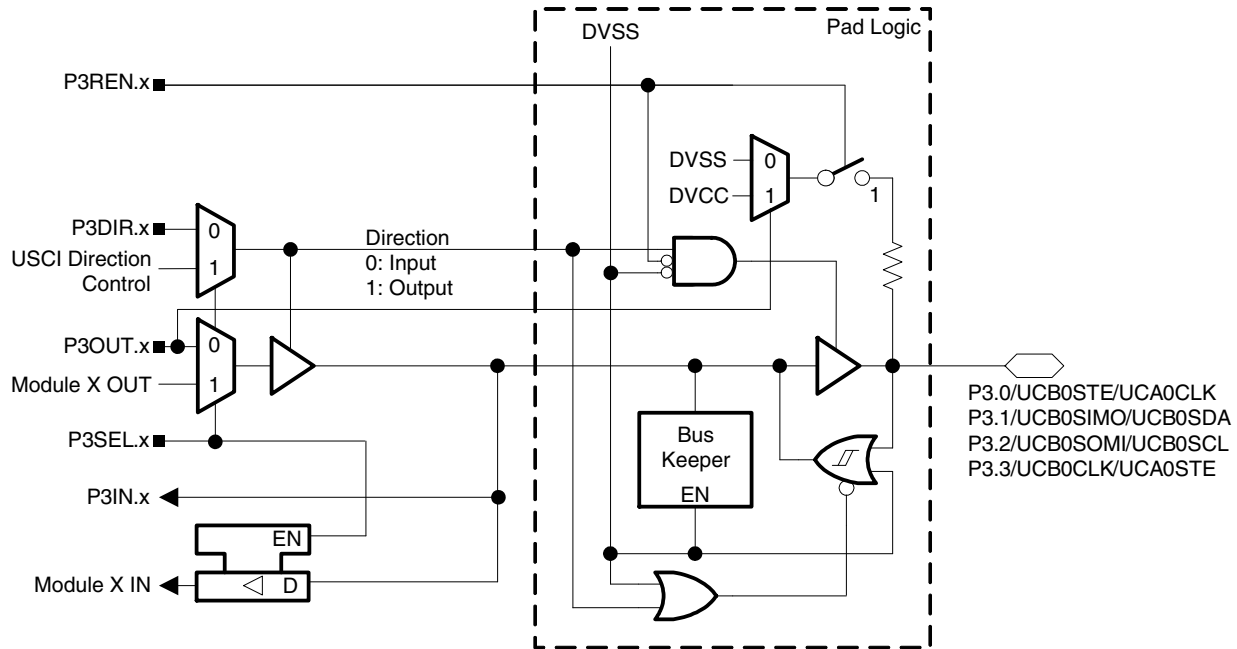 DVSS
Pad Logic
P3REN.x
DVSS
0
DVCC
1
1
P3DIR.x
0
USCI Direction
Control
1
Direction
0: Input
1: Output
P3OUT.x
0
Module X OUT
1
P3SEL.x
Bus
Keeper
EN
P3.0/UCB0STE/UCA0CLK
P3.1/UCB0SIMO/UCB0SDA
P3.2/UCB0SOMI/UCB0SCL
P3.3/UCB0CLK/UCA0STE
P3IN.x
EN
Module X IN
D